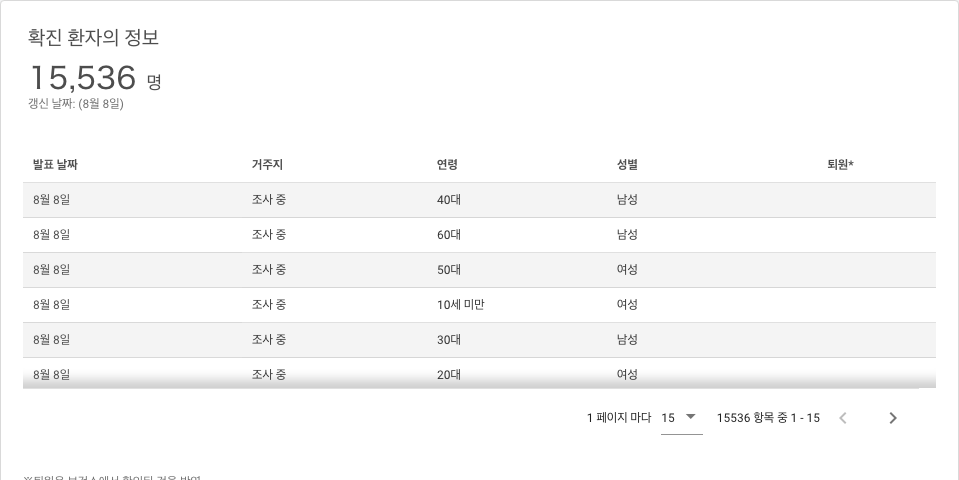 확진 환자의 정보
15,536 명
갱신 날짜: (8월 8일)
발표 날짜 거주지 연령 성별 퇴원*
8월 8일 조사 중 40대 남성
8월 8일 조사 중 60대 남성
8월 8일 조사 중 50대 여성
8월 8일 조사 중 10세 미만 여성
8월 8일 조사 중 30대 남성
8월 8일 조사 중 20대 여성
1 페이지 마다 15 15536 항목 중 1 - 15